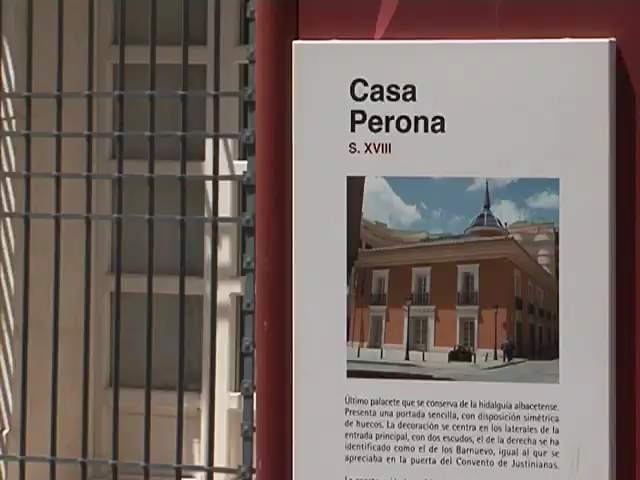 Casa
Perona
S. XVIII
Último palacete que se conserva de la hidalguía albacetense.
Presenta una portada sencilla, con disposición simétrica
de huecos. La decoración se centra en los laterales de la
entrada principal, con dos escudos, el de la derecha se ha
identificado como el de los Barnuevo, igual al que se
apreciaba en la puerta del Convento de Justinianas.